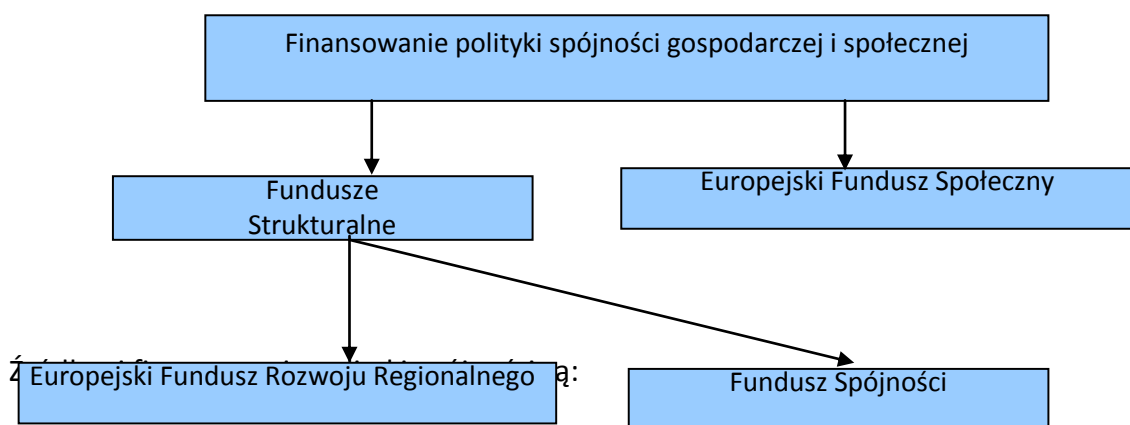 Finansowanie polityki spójności gospodarczej i społecznej
Fundusze
Strukturalne
Europejski Fundusz Społeczny
Europejski Fundusz Rozwoju Regionalnego
Fundusz Spójności